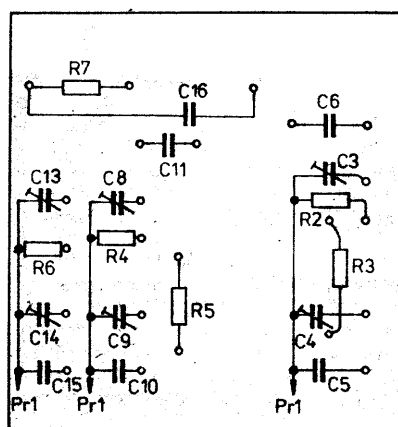 R7
C16
C6
C11
C3
C13 C8
R2
R6 R4
R3
R5
C14 C9 C4
C15 C10 C5
Pr1 Pr1 Pr1